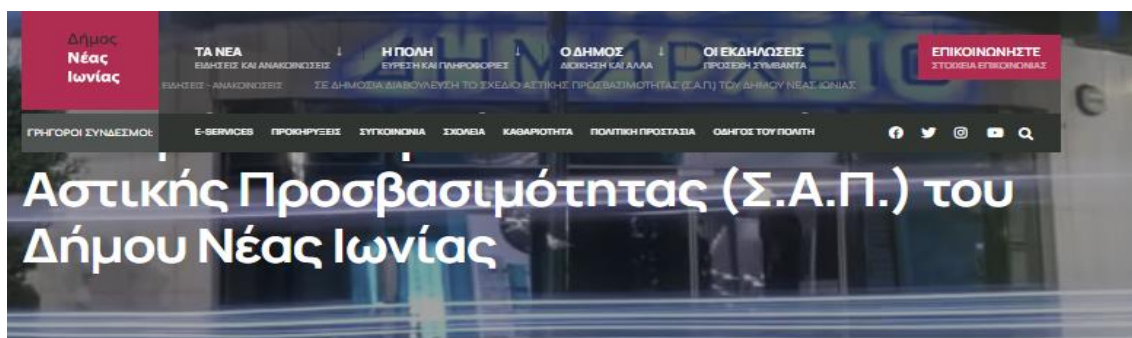 Δήμος
Νέας
Ιωνίας
ΤΑ ΝΕΑ
ΕΙΔΗΣΕΙΣ ΚΑΙ ΑΝΑΚΟΙΝΩΣΕΙΣ
Η ΠΟΛΗ
ΕΥΡΕΣΗ ΚΑΙ ΠΛΗΡΟΦΟΡΙΕΣ
Ο ΔΗΜΟΣ
ΔΙΟΙΚΗΣΗ ΚΑΙ ΑΛΛΑ
ΟΙ ΕΚΔΗΛΩΣΕΙΣ
ΠΡΟΣΕΧΗ ΣΥΜΒΑΝΤΑ
ΕΠΙΚΟΙΝΩΝΗΣΤΕ
ΣΤΟΙΧΕΙΑ ΕΠΙΚΟΙΝΩΝΙΑΣ
ΕΙΔΗΣΕΙΣ - ΑΝΑΚΟΙΝΩΣΕΙΣ ΣΕ ΔΗΜΟΣΙΑ ΔΙΑΒΟΥΛΕΥΣΗ ΤΟ ΣΧΕΔΙΟ ΑΣΤΙΚΗΣ ΠΡΟΣΒΑΣΙΜΟΤΗΤΑΣ (Σ.Α.Π.) ΤΟΥ ΔΗΜΟΥ ΝΕΑΣ ΙΩΝΙΑΣ
ΔΗΜΑΡΧΕΙΟ
ΓΡΗΓΟΡΟΙ ΣΥΝΔΕΣΜΟΙ: E-SERVICES ΠΡΟΚΗΡΥΞΕΙΣ ΣΥΓΚΟΙΝΩΝΙΑ ΣΧΟΛΕΙΑ ΚΑΘΑΡΙΟΤΗΤΑ ΠΟΛΙΤΙΚΗ ΠΡΟΣΤΑΣΙΑ ΟΔΗΓΟΣ ΤΟΥ ΠΟΛΙΤΗ
Αστικής Προσβασιμότητας (Σ.Α.Π.) του
Δήμου Νέας Ιωνίας